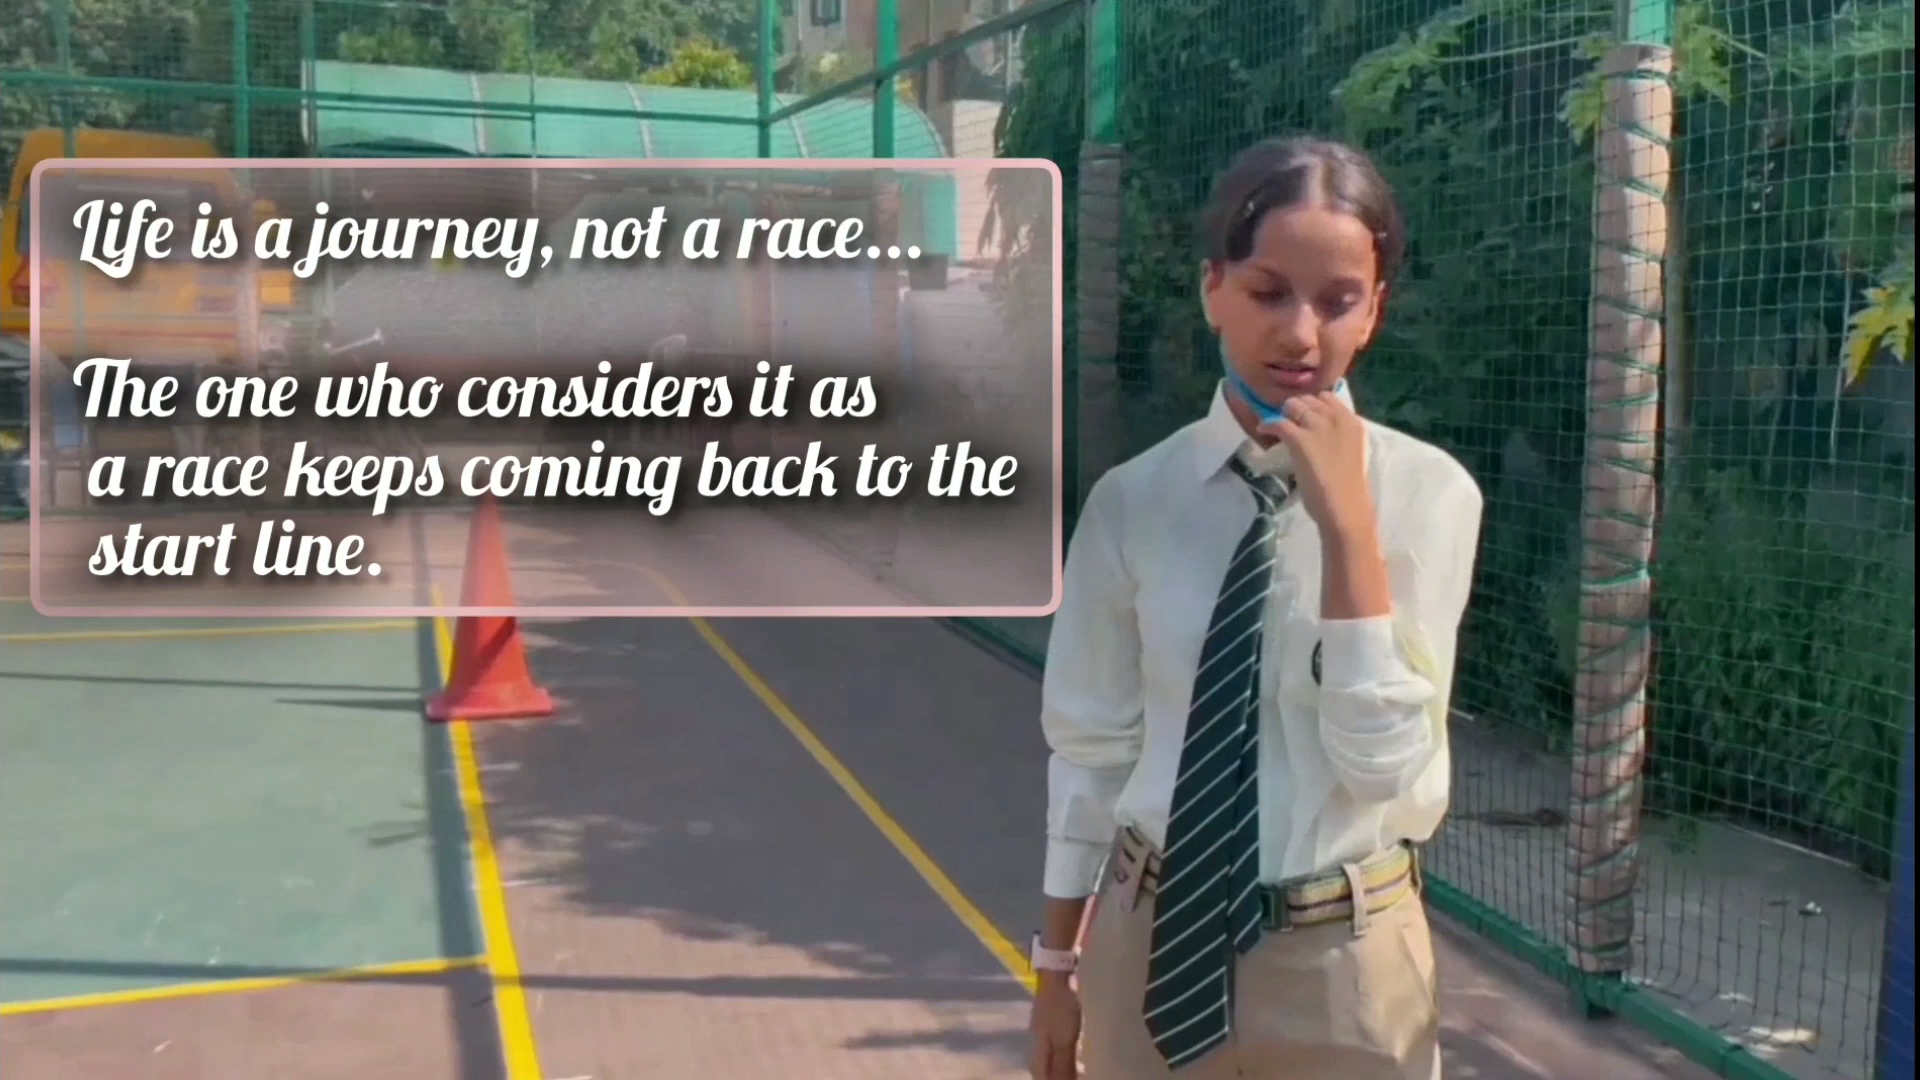 Life is a journey, not a race...
The one who considers it as
a race keeps coming back to the
start line.